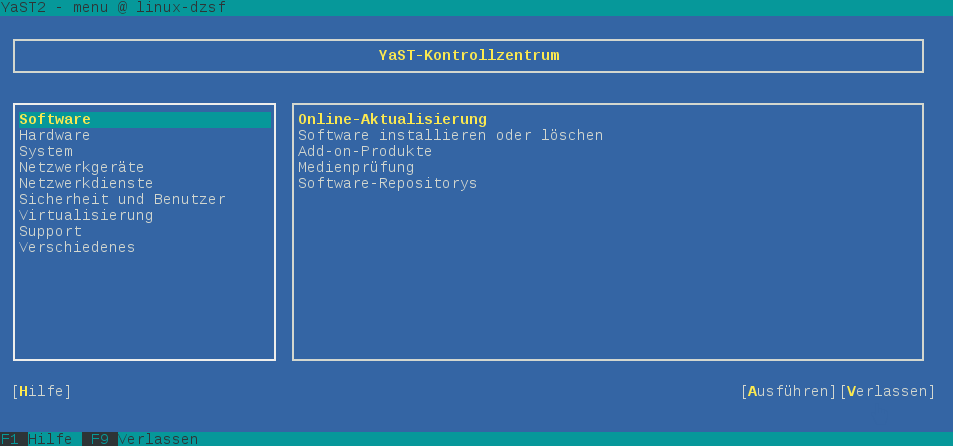 YaST2 - menu @ linux-dzsf
YaST-Kontrollzentrum
Software
Hardware
System
Netzwerkgeräte
Netzwerkdienste
Sicherheit und Benutzer
Virtualisierung
Support
Verschiedenes
Online-Aktualisierung
Software installieren oder löschen
Add-on-Produkte
Medienprüfung
Software-Repositorys
[Hilfe] [Ausführen][Verlassen]
F1 Hilfe F9 Verlassen